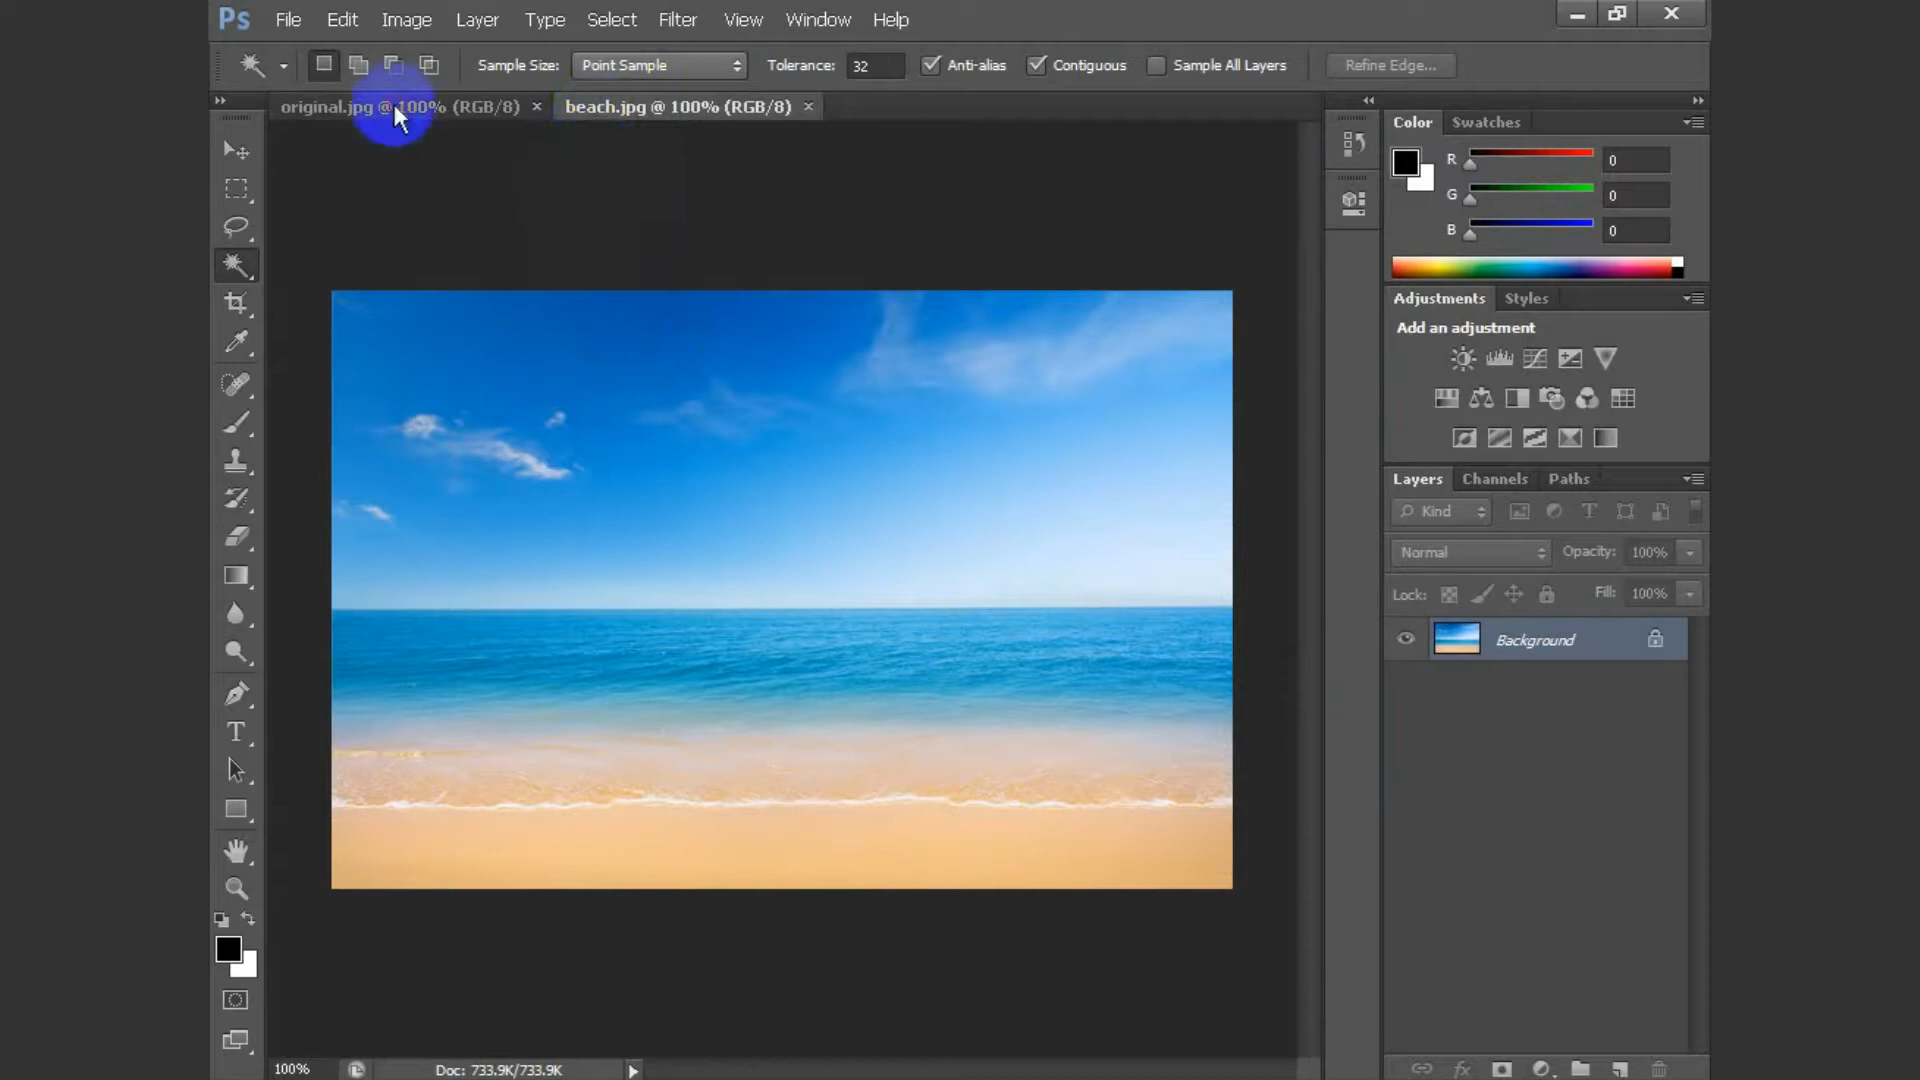 Ps File Edit Image Layer Type Select Filter View Window Help
Sample Size: Point Sample Tolerance: 32 Anti-alias Contiguous Sample All Layers Refine Edge...
original.jpg @ 100% (RGB/8) × beach.jpg @ 100% (RGB/8) ×
Color Swatches
R 0
G 0
B 0
Adjustments Styles
Add an adjustment
Layers Channels Paths
Kind
Normal Opacity: 100%
Lock: Fill: 100%
Background
100% Doc: 733.9K/733.9K